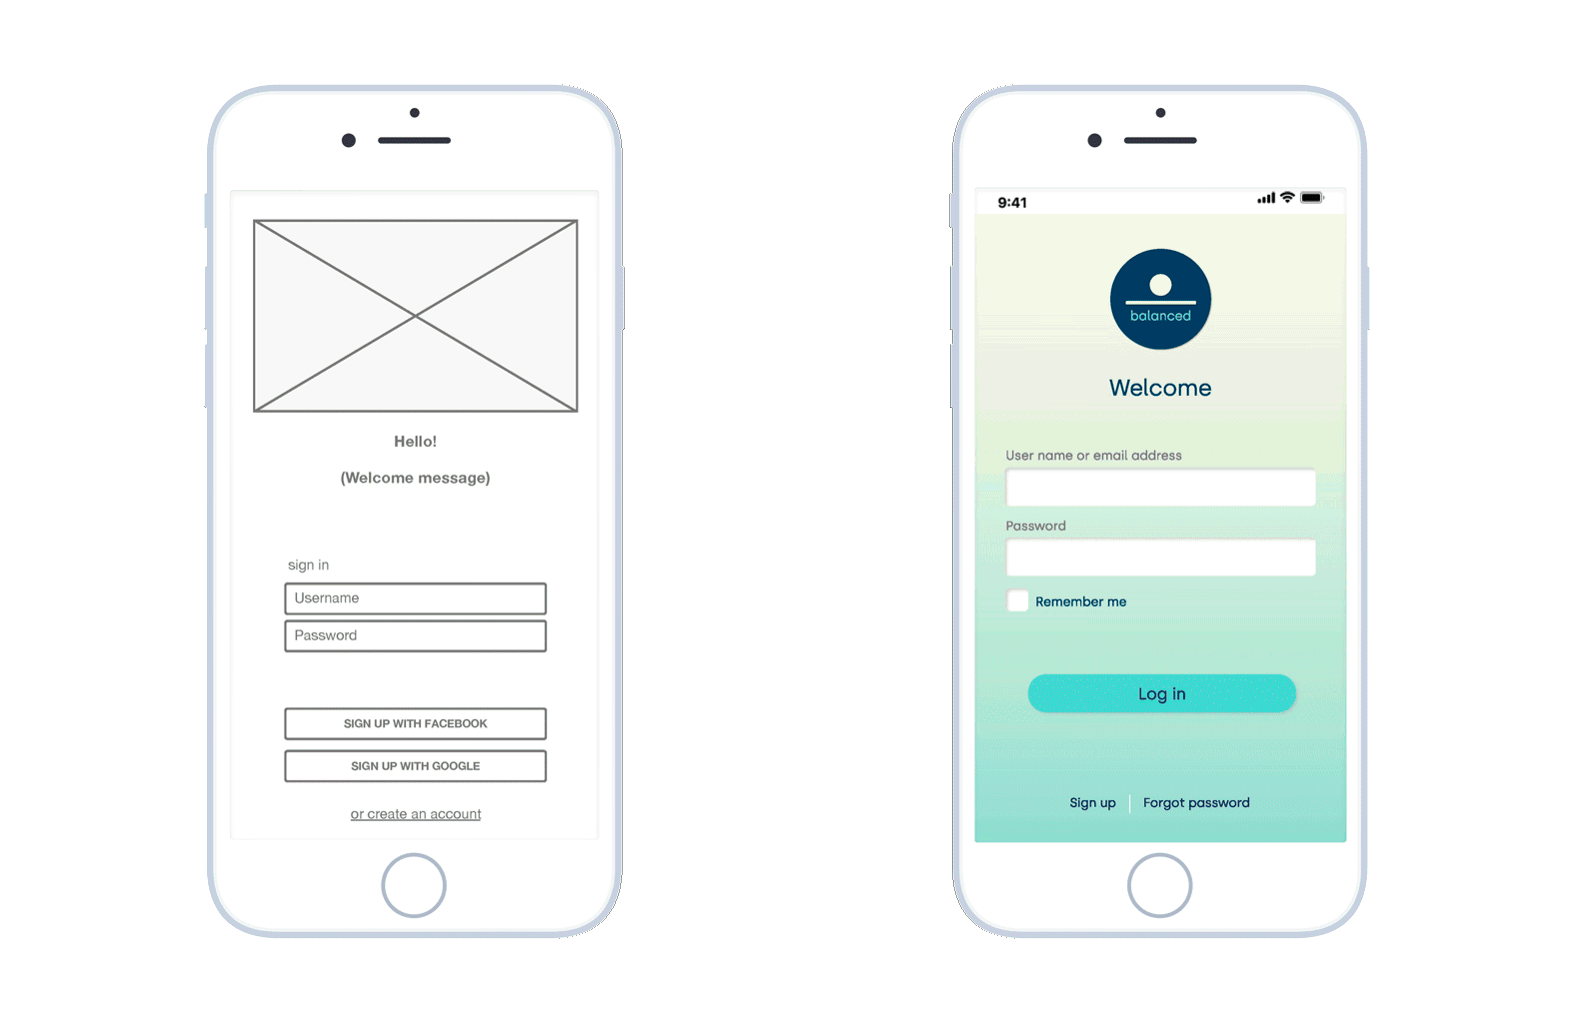 Hello!
(Welcome message)
sign in
Username
Password
SIGN UP WITH FACEBOOK
SIGN UP WITH GOOGLE
or create an account
9:41
balanced
Welcome
User name or email address
Password
Remember me
Log in
Sign up
Forgot password